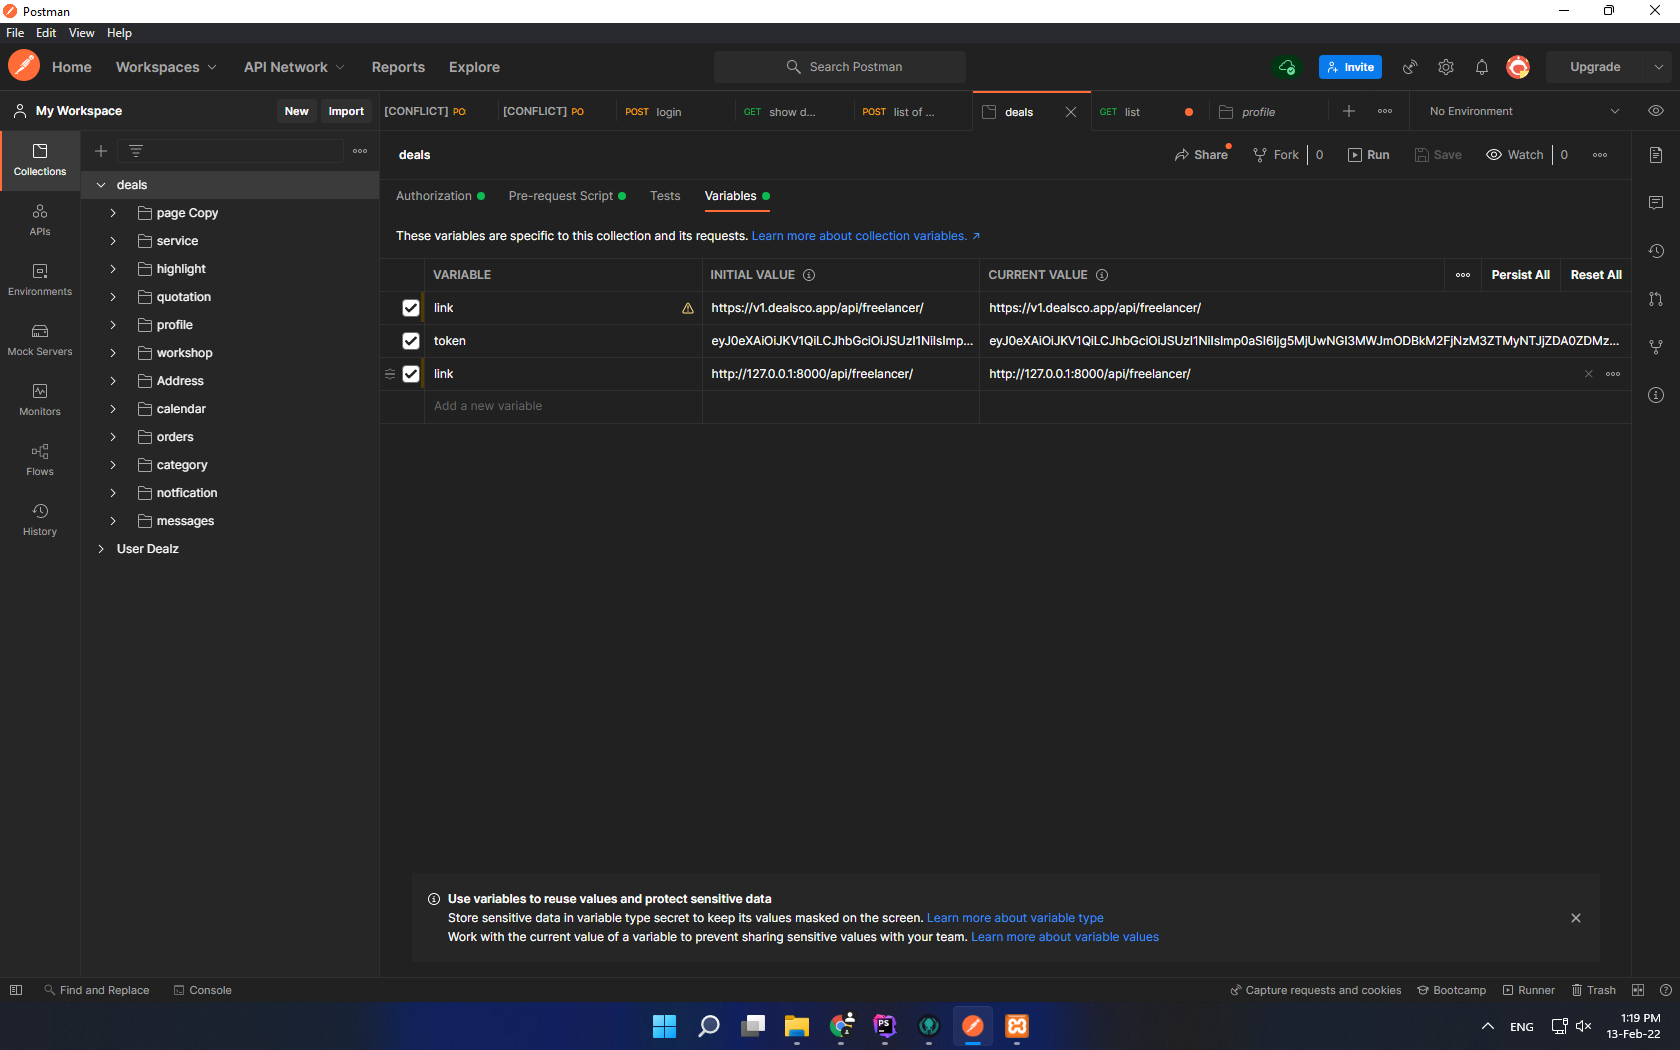 Postman
File Edit View Help
Home Workspaces API Network Reports Explore Search Postman Invite Upgrade
My Workspace New Import [CONFLICT] PO [CONFLICT] PO POST login GET show d... POST list of ... deals GET list profile No Environment
deals Share Fork 0 Run Save Watch 0
Collections
APIs
Environments
Mock Servers
Monitors
Flows
History
deals
page Copy
service
highlight
quotation
profile
workshop
Address
calendar
orders
category
notfication
messages
User Dealz
Authorization Pre-request Script Tests Variables
These variables are specific to this collection and its requests. Learn more about collection variables. ↗
VARIABLE INITIAL VALUE CURRENT VALUE Persist All Reset All
link https://v1.dealsco.app/api/freelancer/ https://v1.dealsco.app/api/freelancer/
token eyJ0eXAiOiJKV1QiLCJhbGciOiJSUzI1NiIsImp... eyJ0eXAiOiJKV1QiLCJhbGciOiJSUzI1NiIsImp0aSI6Ijg5MjUwNGI3MWJmODBkM2FjNzM3ZTMyNTJjZDA0ZDMz...
link http://127.0.0.1:8000/api/freelancer/ http://127.0.0.1:8000/api/freelancer/
Add a new variable
Use variables to reuse values and protect sensitive data
Store sensitive data in variable type secret to keep its values masked on the screen. Learn more about variable type
Work with the current value of a variable to prevent sharing sensitive values with your team. Learn more about variable values
Find and Replace Console Capture requests and cookies Bootcamp Runner Trash
PS ENG 1:19 PM
13-Feb-22